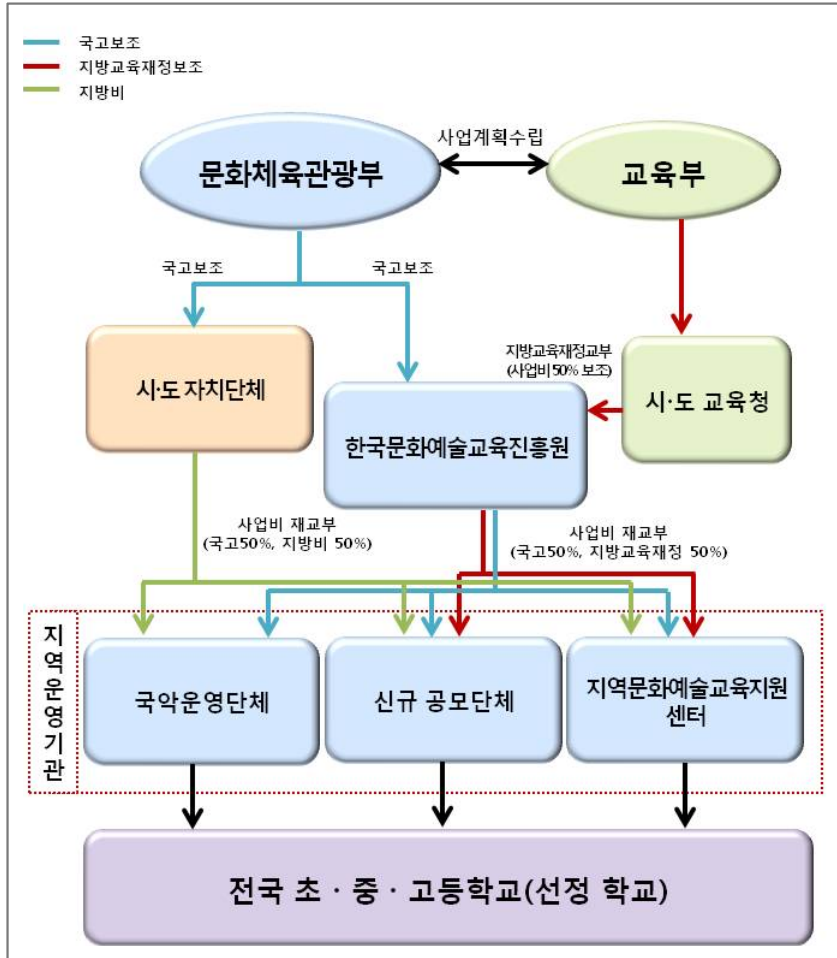 국고보조
지방교육재정보조
지방비
사업계획수립
문화체육관광부
교육부
국고보조
국고보조
시·도 자치단체
지방교육재정교부
(사업비 50% 보조)
시·도 교육청
한국문화예술교육진흥원
사업비 재교부
(국고50%, 지방비 50%)
사업비 재교부
(국고50%, 지방교육재정 50%)
지역운영기관
국악운영단체
신규 공모단체
지역문화예술교육지원
센터
전국 초 · 중 · 고등학교(선정 학교)